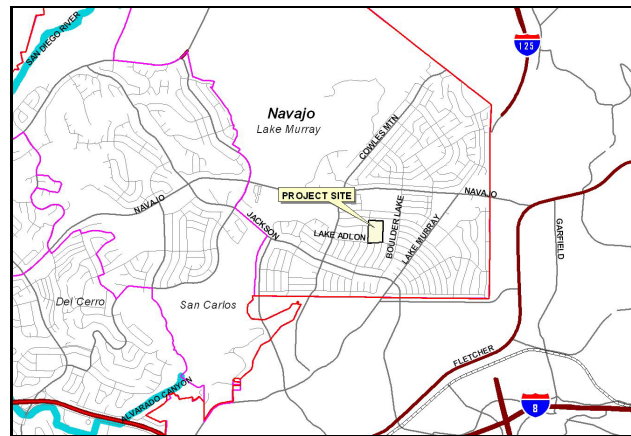 SAN DIEGO RIVER
125
Navajo
Lake Murray
COWLES MTN
PROJECT SITE
NAVAJO
NAVAJO
JACKSON
LAKE ADLON
BOULDER LAKE
LAKE MURRAY
GARFIELD
Del Cerro
San Carlos
FLETCHER
ALVARADO CANYON
8